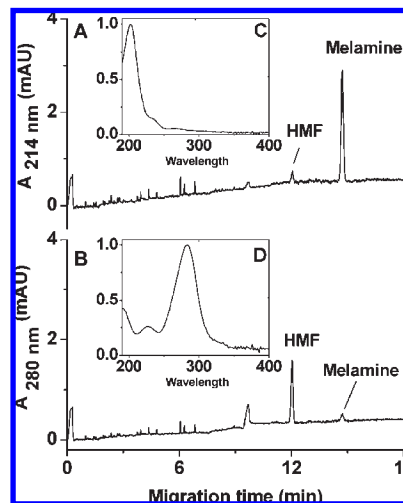 4
A
C
Melamine
1.0
0.5
0.0
200
300
400
Wavelength
HMF
2
0
A 214 nm (mAU)
4
B
D
1.0
0.5
0.0
200
300
400
Wavelength
HMF
Melamine
2
0
A 280 nm (mAU)
0
6
12
18
Migration time (min)